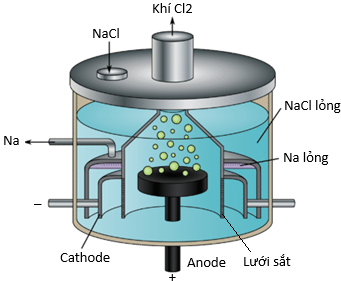 Khí Cl2
NaCl
NaCl lỏng
Na
Na lỏng
–
Cathode
Anode
Lưới sắt
+